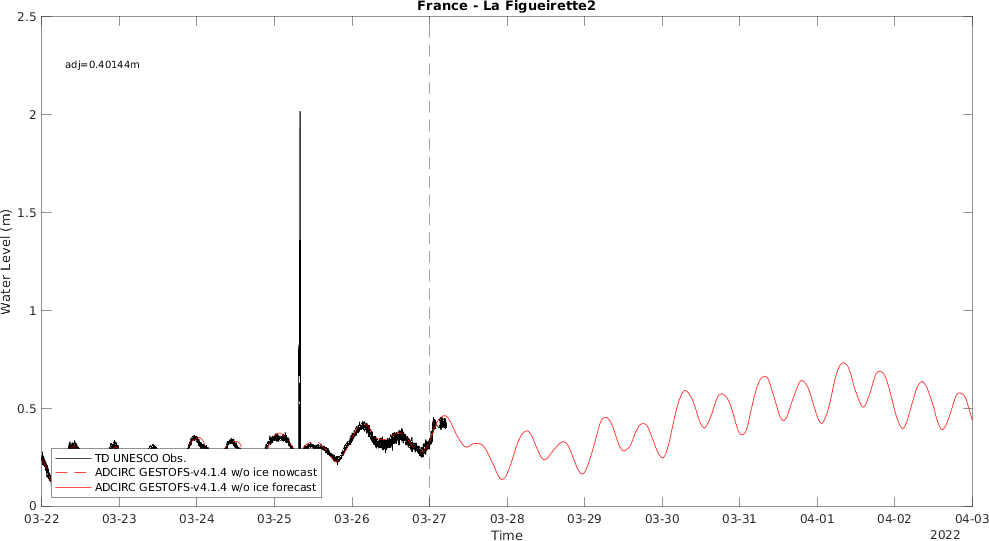 France - La Figueirette2
2.5
adj=0.40144m
2
1.5
Water Level (m)
1
0.5
TD UNESCO Obs.
ADCIRC GESTOFS-v4.1.4 w/o ice nowcast
ADCIRC GESTOFS-v4.1.4 w/o ice forecast
0
03-22 03-23 03-24 03-25 03-26 03-27 03-28 03-29 03-30 03-31 04-01 04-02 04-03
Time
2022